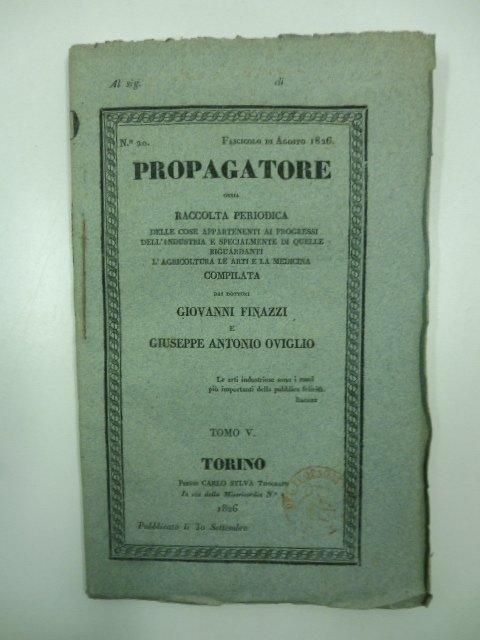 Al sig. di
N.º 20. Fascicolo di Agosto 1826.
PROPAGATORE
OSSIA
RACCOLTA PERIODICA
DELLE COSE APPARTENENTI AI PROGRESSI
DELL'INDUSTRIA E SPECIALMENTE DI QUELLE
RIGUARDANTI
L'AGRICOLTURA LE ARTI E LA MEDICINA
COMPILATA
DAI DOTTORI
GIOVANNI FINAZZI
E
GIUSEPPE ANTONIO OVIGLIO
Le arti industriose sono i rami
più importanti della pubblica felicità.
TOMO V.
TORINO
Presso CARLO SYLVA Tipografo
In via della Misericordia N.º
1826
Pubblicato li 30 Settembre